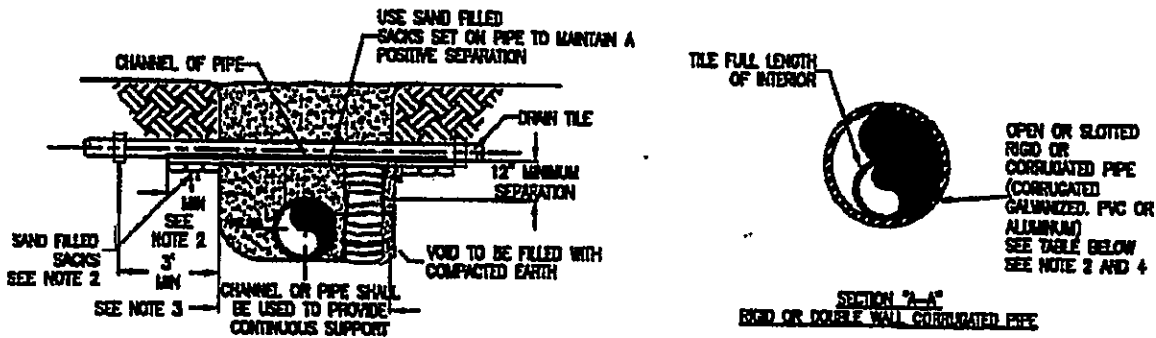 USE SAND FILLED
SACKS SET ON PIPE TO MAINTAIN A
POSITIVE SEPARATION
CHANNEL OF PIPE
DRAIN TILE
12" MINIMUM
SEPARATION
MIN
SEE
NOTE 2
SAND FILLED
SACKS
SEE NOTE 2
3'
MIN
SEE NOTE 3
VOID TO BE FILLED WITH
COMPACTED EARTH
CHANNEL OR PIPE SHALL
BE USED TO PROVIDE
CONTINUOUS SUPPORT
TILE FULL LENGTH
OF INTERIOR
OPEN OR SLOTTED
RIGID OR
CORRUGATED PIPE
(CORRUGATED
GALVANIZED, PVC OR
ALUMINUM)
SEE TABLE BELOW
SEE NOTE 2 AND 4
SECTION "A-A"
RIGID OR DOUBLE WALL CORRUGATED PIPE